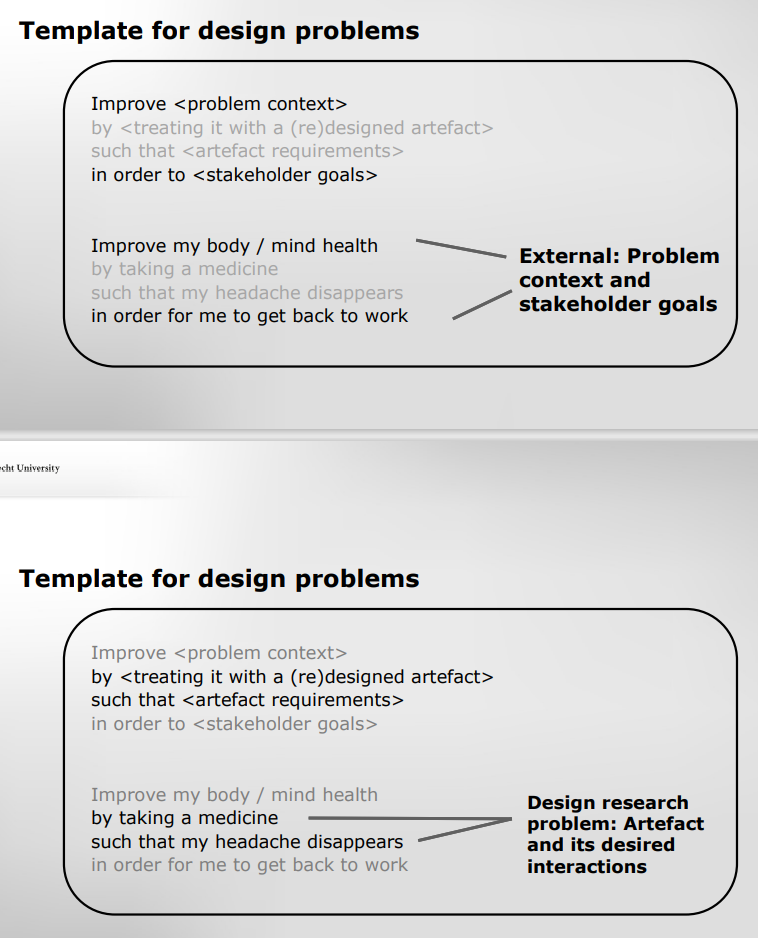 Template for design problems
Improve <problem context>
by <treating it with a (re)designed artefact>
such that <artefact requirements>
in order to <stakeholder goals>
Improve my body / mind health
by taking a medicine
such that my headache disappears
in order for me to get back to work
External: Problem
context and
stakeholder goals
cht University
Template for design problems
Improve <problem context>
by <treating it with a (re)designed artefact>
such that <artefact requirements>
in order to <stakeholder goals>
Improve my body / mind health
by taking a medicine
such that my headache disappears
in order for me to get back to work
Design research
problem: Artefact
and its desired
interactions